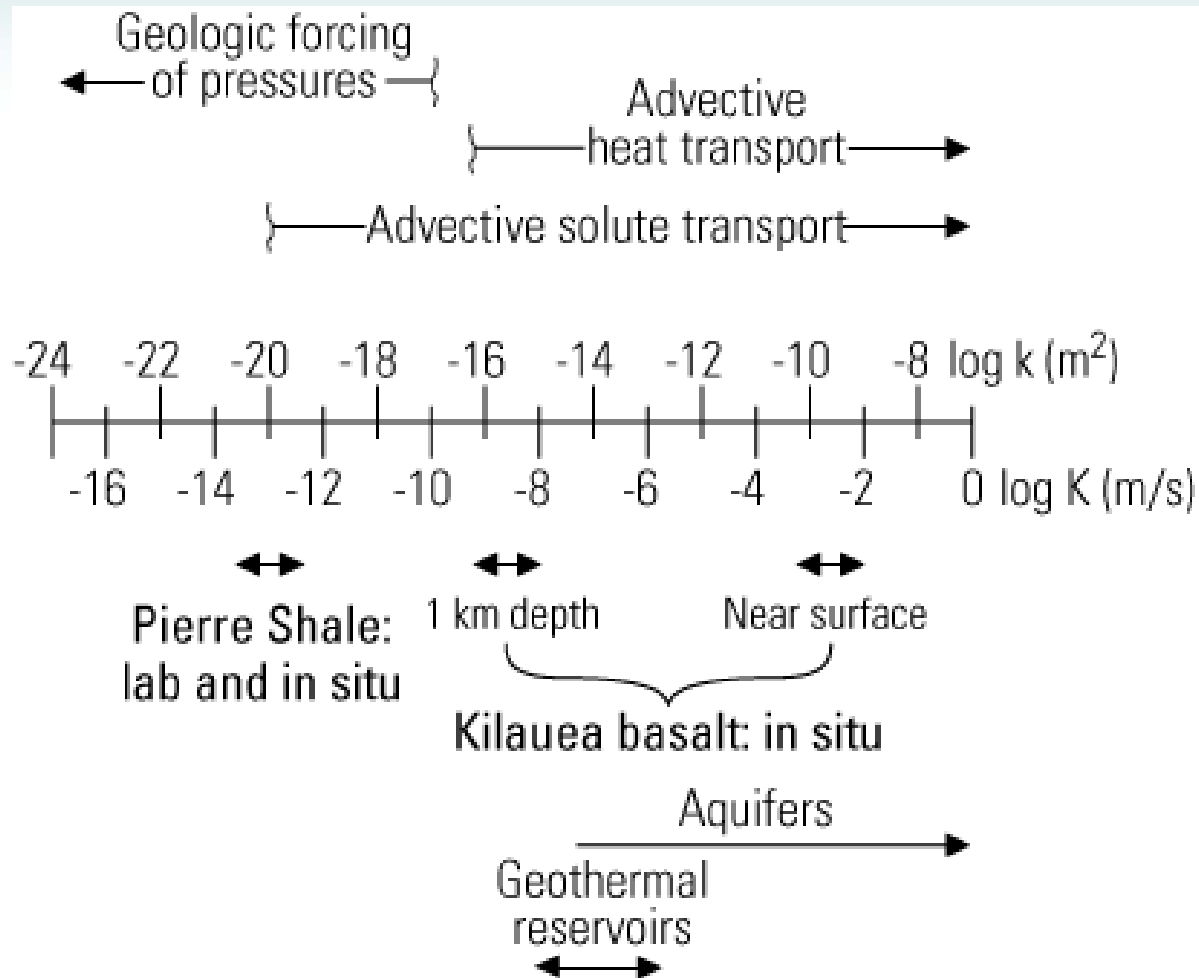 Geologic forcing
of pressures
Advective
heat transport
Advective solute transport
-24 -22 -20 -18 -16 -14 -12 -10 -8 log k (m²)
-16 -14 -12 -10 -8 -6 -4 -2 0 log K (m/s)
Pierre Shale:
lab and in situ
1 km depth
Near surface
Kilauea basalt: in situ
Aquifers
Geothermal
reservoirs